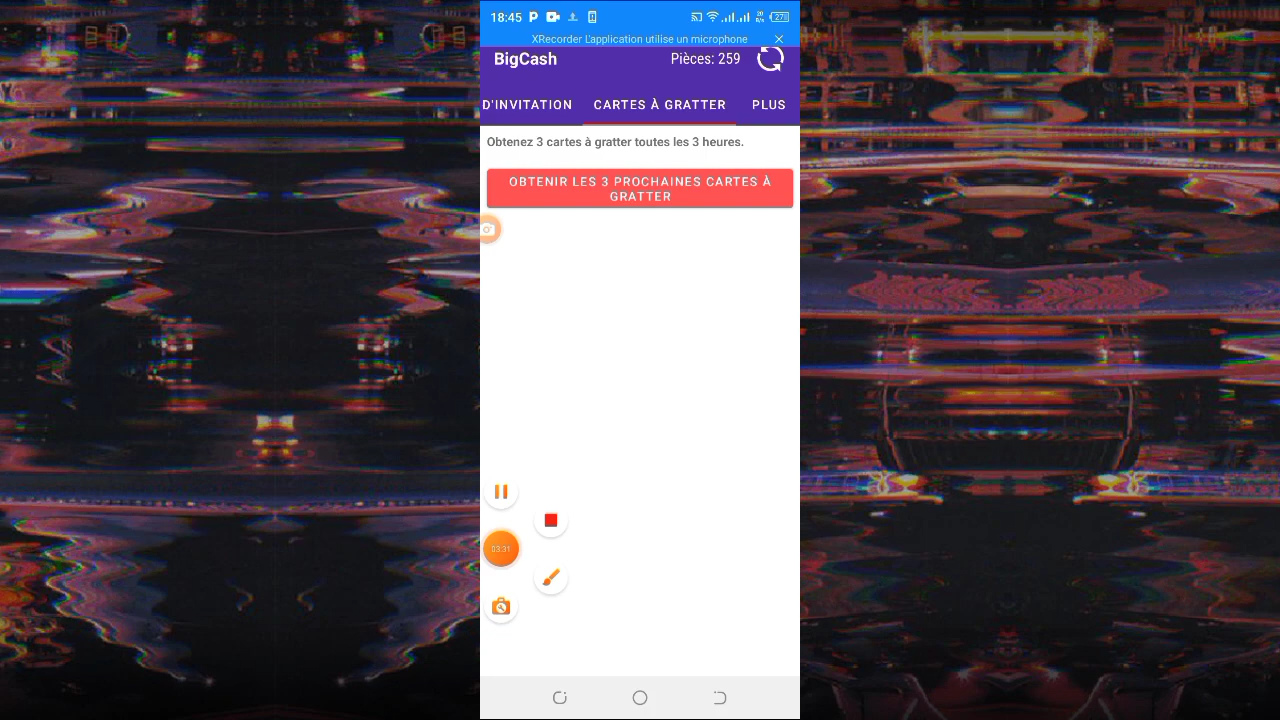 18:45
27
XRecorder L'application utilise un microphone
BigCash
Pièces: 259
D'INVITATION
CARTES À GRATTER
PLUS
Obtenez 3 cartes à gratter toutes les 3 heures.
OBTENIR LES 3 PROCHAINES CARTES À
GRATTER
03:31